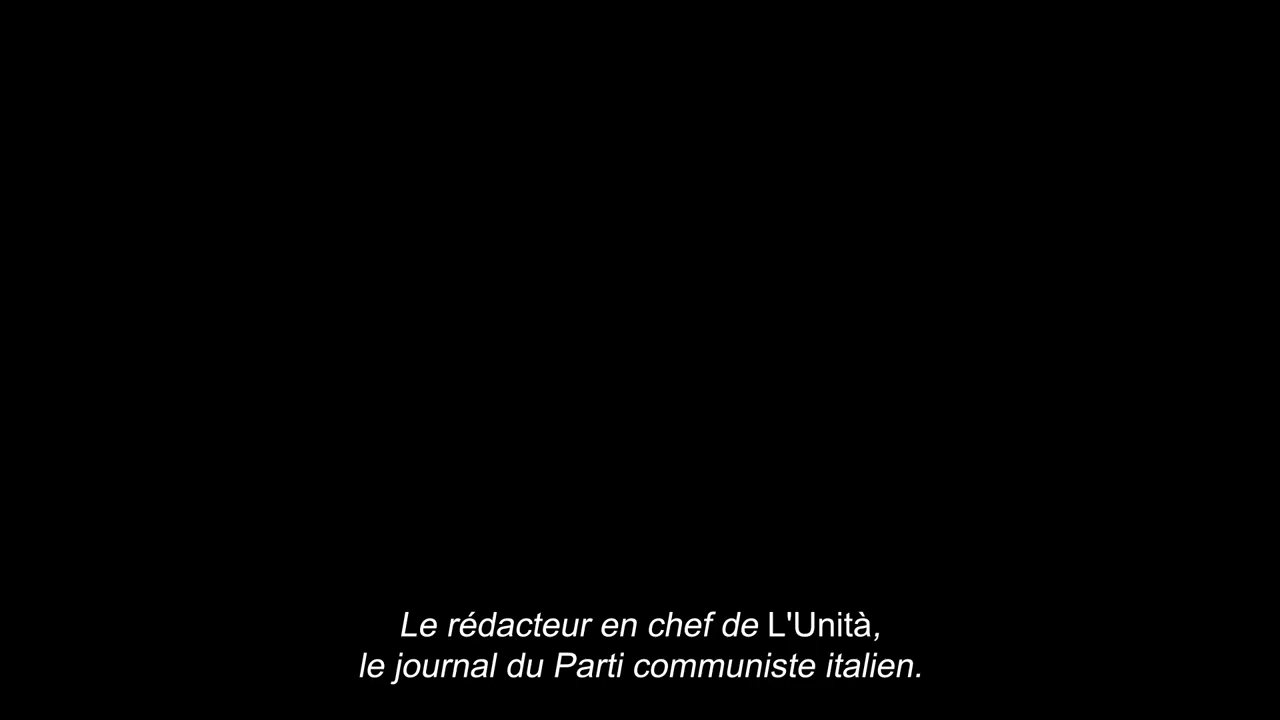 Le rédacteur en chef de L'Unità,
le journal du Parti communiste italien.